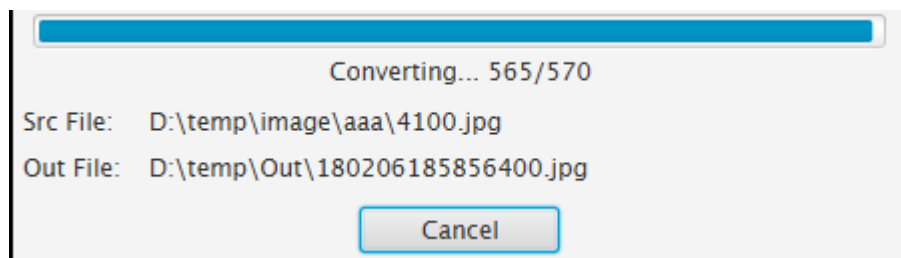 Converting... 565/570
Src File: D:\temp\image\aaa\4100.jpg
Out File: D:\temp\Out\180206185856400.jpg
Cancel